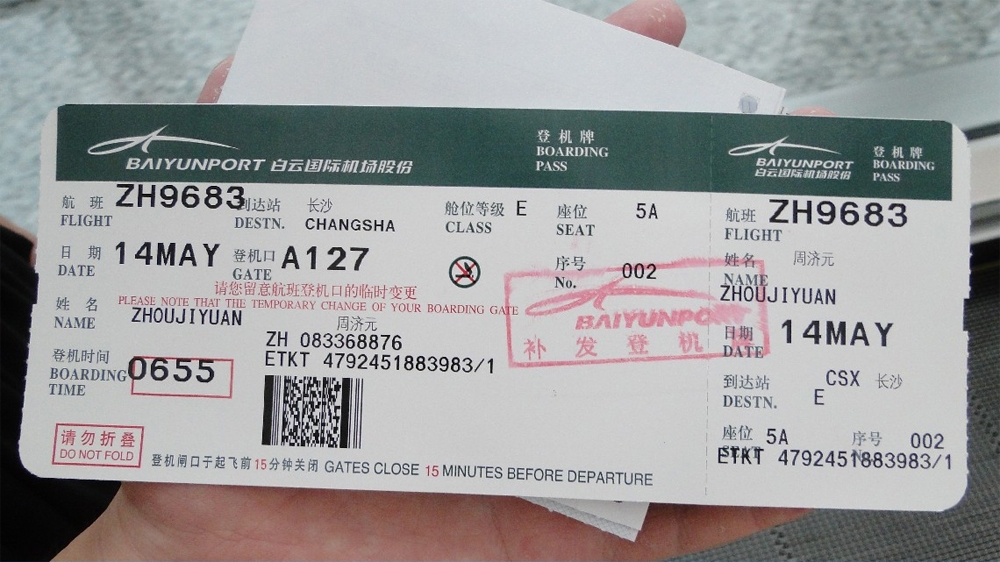 BAIYUNPORT 白云国际机场股份
登机牌
BOARDING
PASS
航班 ZH9683 到达站 长沙 舱位等级 E 座位 5A
FLIGHT DESTN. CHANGSHA CLASS SEAT
日期 14MAY 登机口 A127 序号 002
DATE GATE No.
请您留意航班登机口的临时变更
PLEASE NOTE THAT THE TEMPORARY CHANGE OF YOUR BOARDING GATE
姓名 ZHOUJIYUAN 周济元
NAME
ZH 083368876
ETKT 4792451883983/1
登机时间
BOARDING 0655
TIME
请勿折叠
DO NOT FOLD
登机闸口于起飞前15分钟关闭 GATES CLOSE 15 MINUTES BEFORE DEPARTURE
BAIYUNPO
补发登机
BAIYUNPORT
白云国际机场股份
登机牌
BOARDING
PASS
航班 ZH9683
FLIGHT
姓名 周济元
NAME
ZHOUJIYUAN
日期 14MAY
DATE
到达站 CSX 长沙
DESTN. E
座位 5A 序号 002
SEAT
ETKT 4792451883983/1